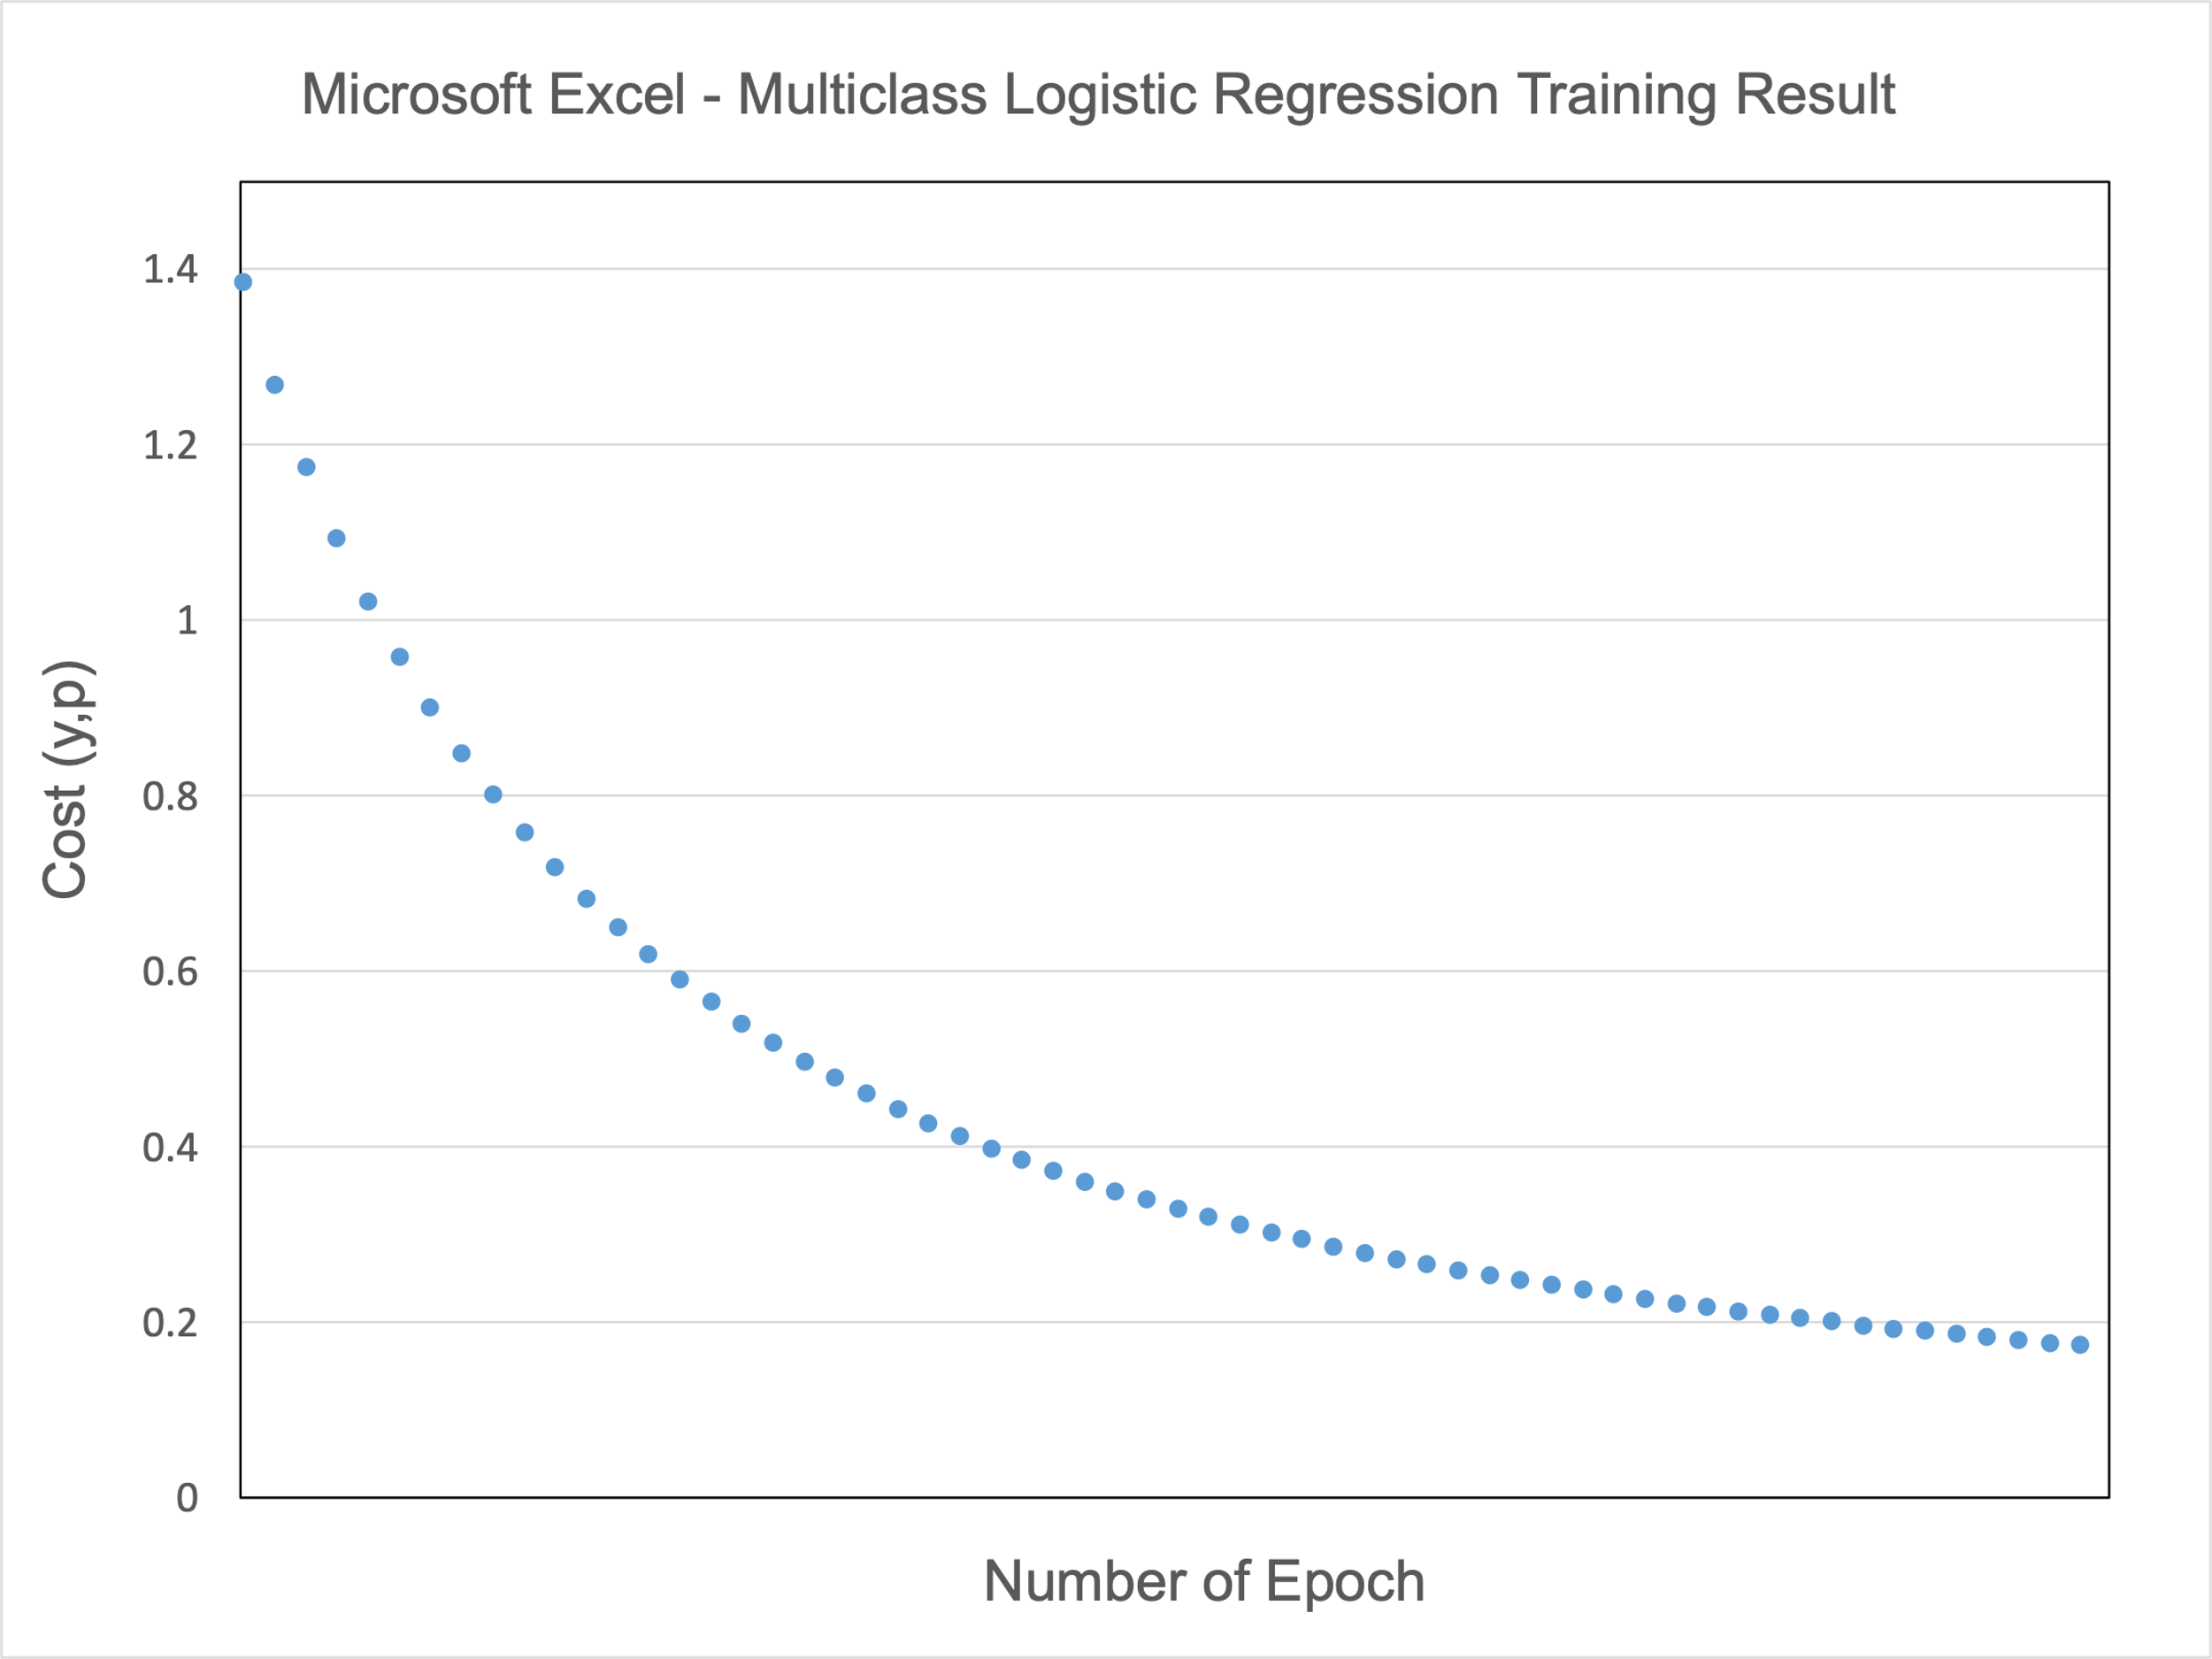 Microsoft Excel - Multiclass Logistic Regression Training Result
1.4
1.2
1
0.8
0.6
0.4
0.2
0
Cost (y,p)
Number of Epoch